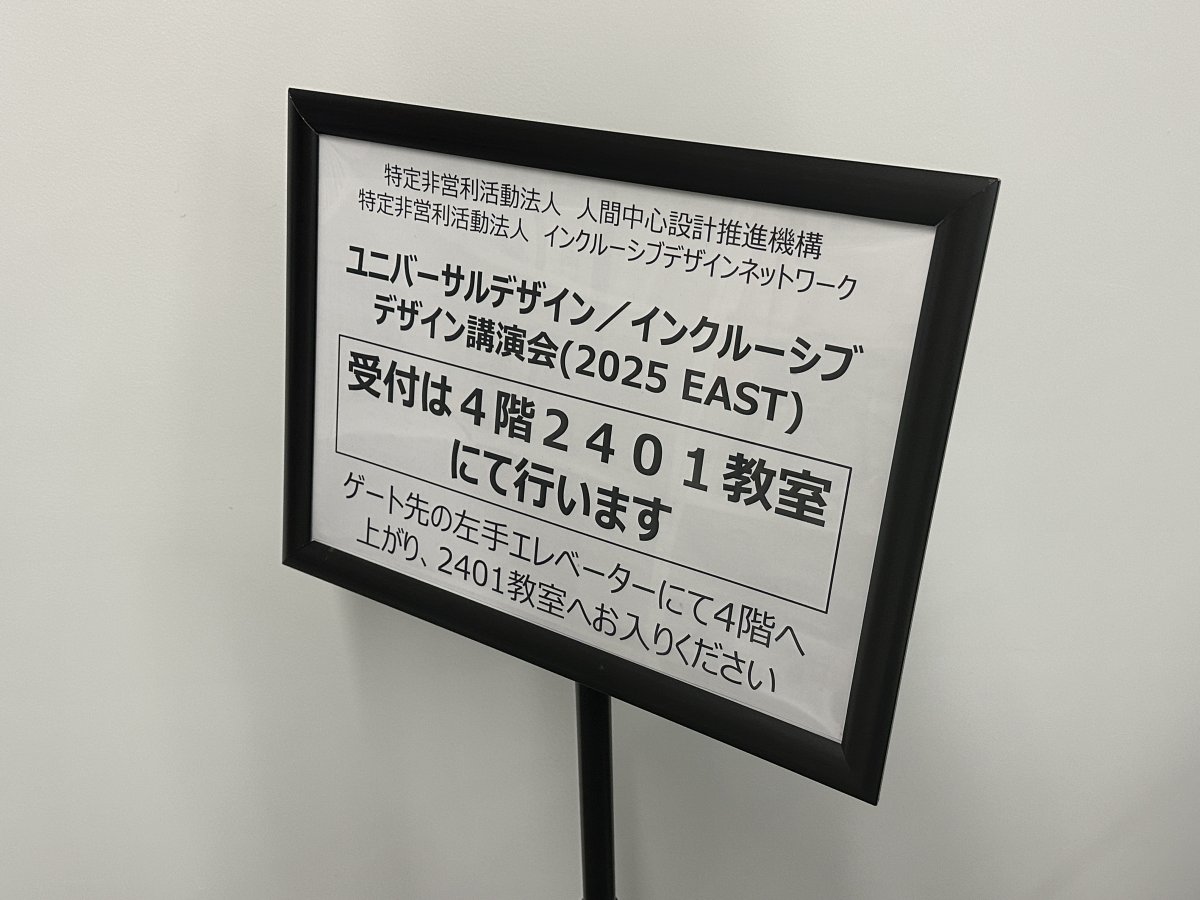 特定非営利活動法人　人間中心設計推進機構
特定非営利活動法人　インクルーシブデザインネットワーク
ユニバーサルデザイン／インクルーシブ
デザイン講演会(2025 EAST)
受付は４階２４０１教室
にて行います
ゲート先の左手エレベーターにて4階へ
上がり、2401教室へお入りください